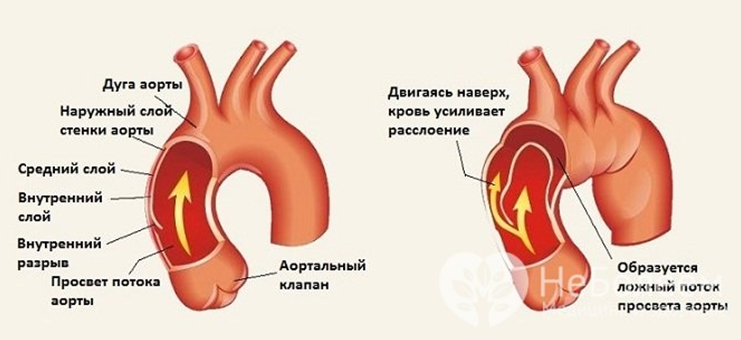 Дуга аорты
Наружный слой
стенки аорты
Средний слой
Внутренний
слой
Внутренний
разрыв
Просвет потока
аорты
Аортальный
клапан
Двигаясь наверх,
кровь усиливает
расслоение
Образуется
ложный поток
просвета аорты